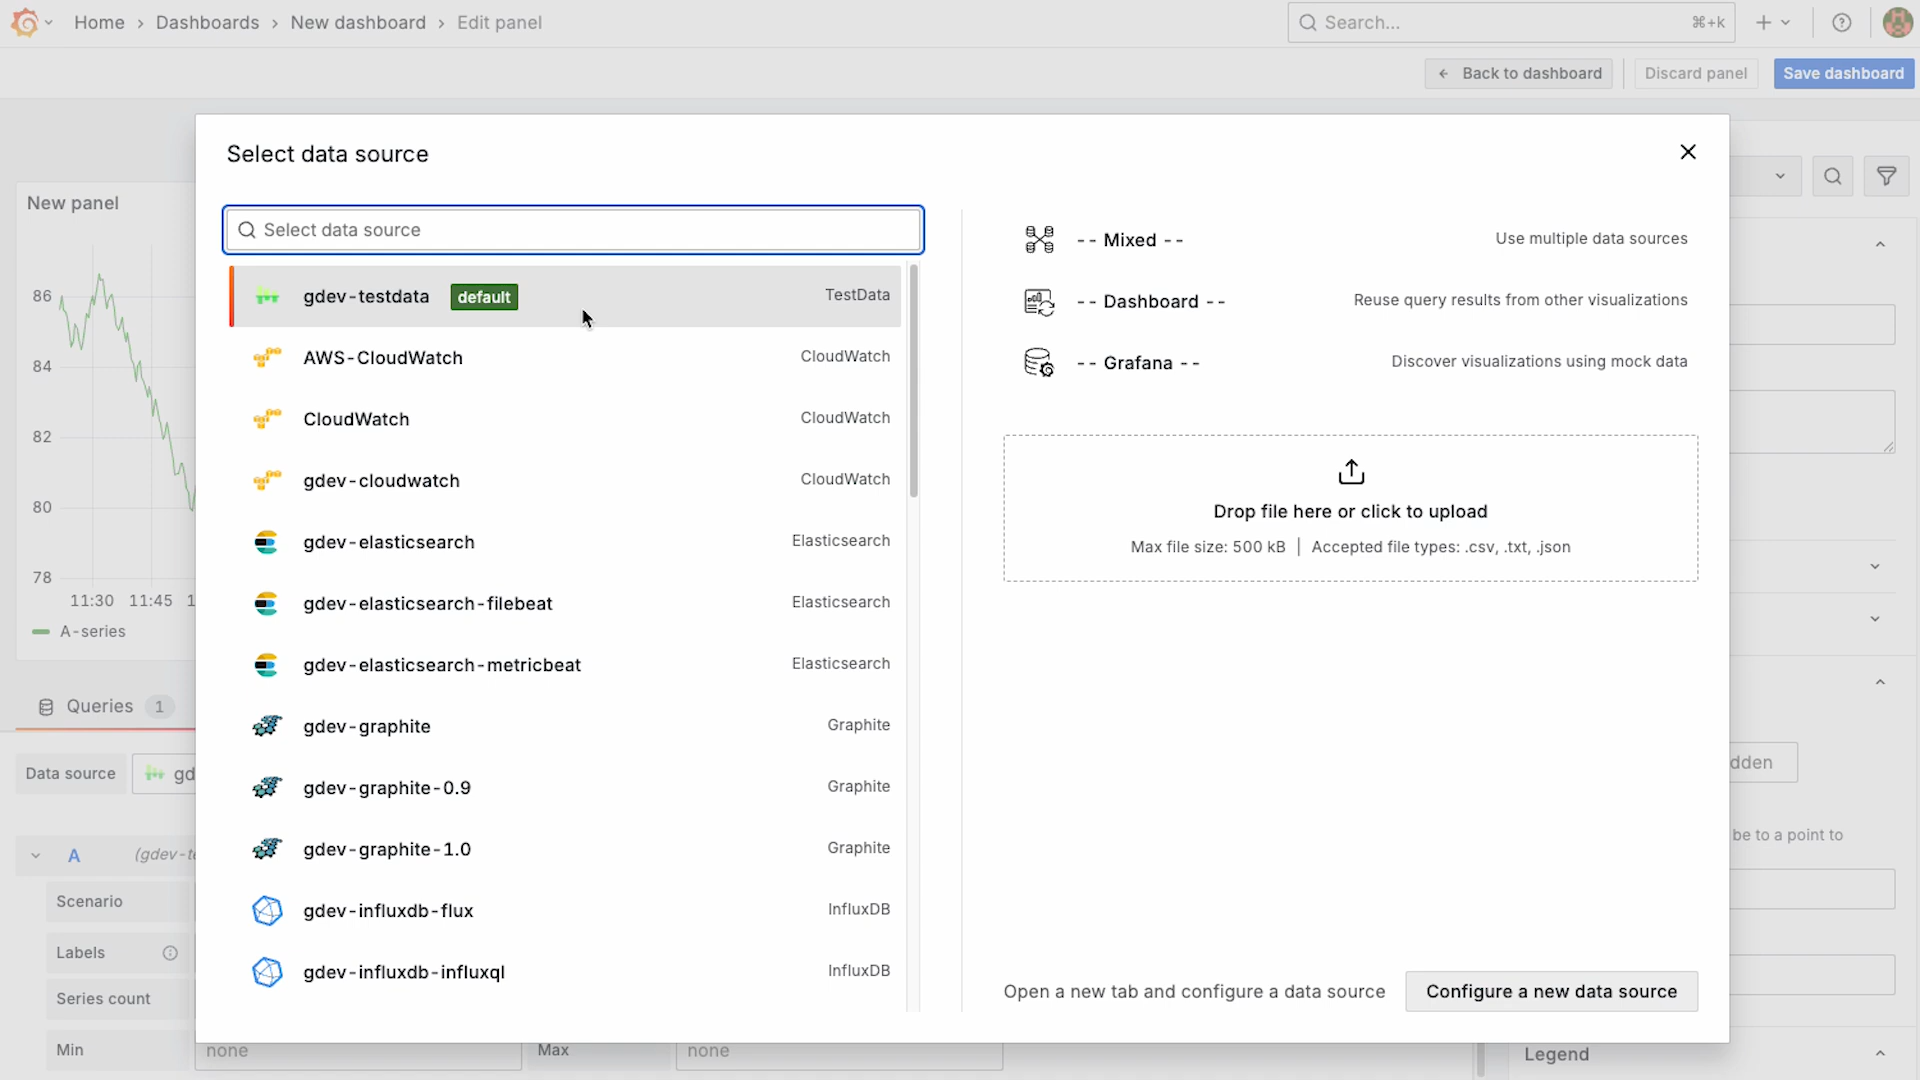 Home › Dashboards › New dashboard › Edit panel
Search... ⌘+k
Back to dashboard
Discard panel
Save dashboard
Select data source
New panel
86
84
82
80
78
11:30 11:45 1
A-series
Queries 1
Data source gd
A (gdev-te
Scenario
Labels
Series count
Min none Max none
Select data source
gdev-testdata default TestData
AWS-CloudWatch CloudWatch
CloudWatch CloudWatch
gdev-cloudwatch CloudWatch
gdev-elasticsearch Elasticsearch
gdev-elasticsearch-filebeat Elasticsearch
gdev-elasticsearch-metricbeat Elasticsearch
gdev-graphite Graphite
gdev-graphite-0.9 Graphite
gdev-graphite-1.0 Graphite
gdev-influxdb-flux InfluxDB
gdev-influxdb-influxql InfluxDB
-- Mixed -- Use multiple data sources
-- Dashboard -- Reuse query results from other visualizations
-- Grafana -- Discover visualizations using mock data
Drop file here or click to upload
Max file size: 500 kB | Accepted file types: .csv, .txt, .json
Open a new tab and configure a data source
Configure a new data source
dden
be to a point to
Legend